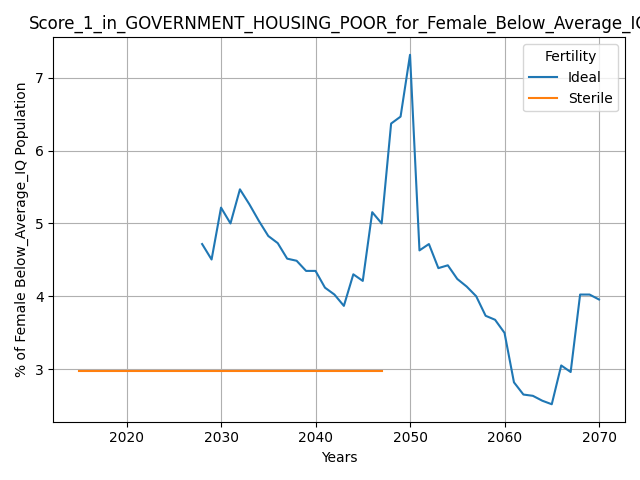 Score_1_in_GOVERNMENT_HOUSING_POOR_for_Female_Below_Average_IQ
Fertility
Ideal
Sterile
% of Female Below_Average_IQ Population
7
6
5
4
3
2020 2030 2040 2050 2060 2070
Years